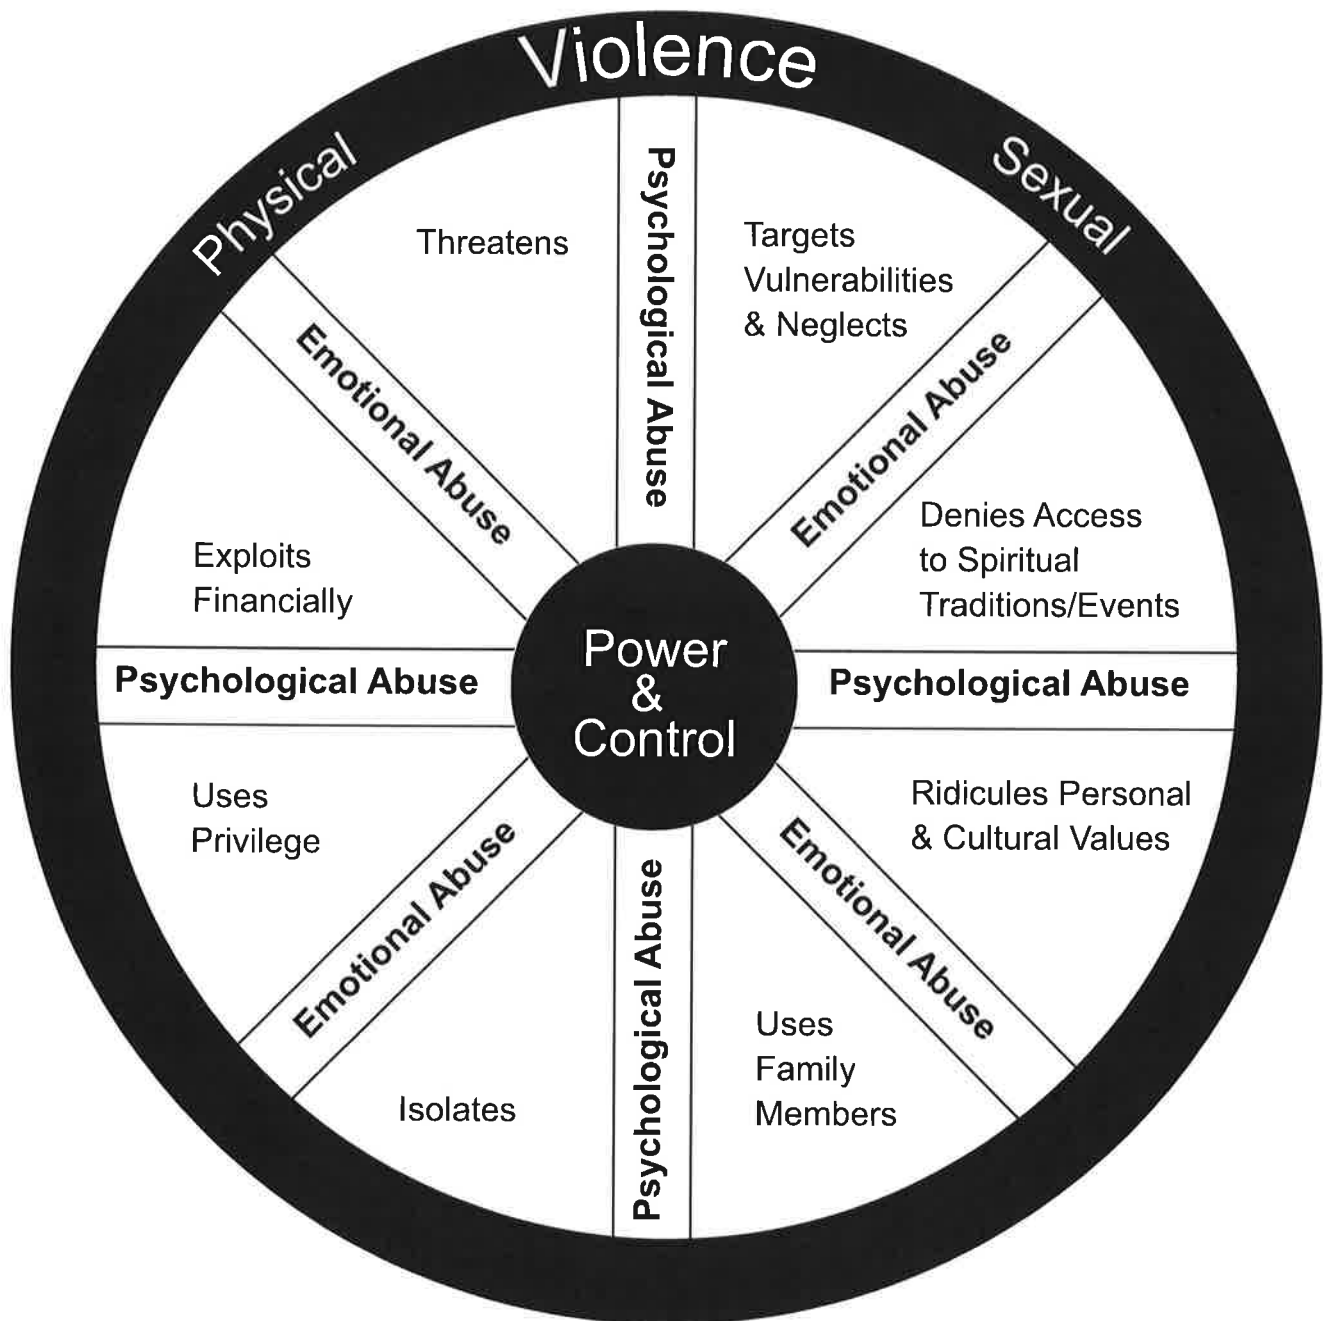 Violence
Physical
Sexual
Psychological Abuse
Threatens
Targets
Vulnerabilities
& Neglects
Emotional Abuse
Emotional Abuse
Exploits
Financially
Denies Access
to Spiritual
Traditions/Events
Psychological Abuse
Power
&
Control
Psychological Abuse
Uses
Privilege
Ridicules Personal
& Cultural Values
Emotional Abuse
Emotional Abuse
Isolates
Psychological Abuse
Uses
Family
Members